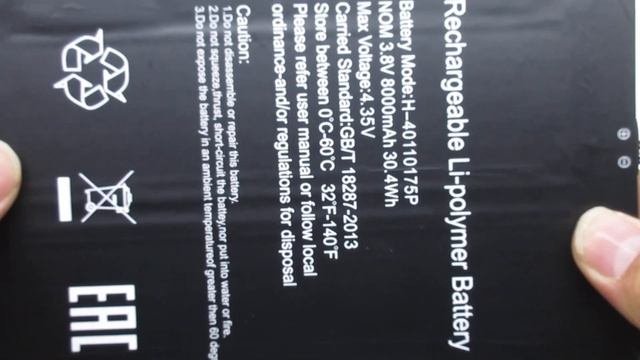 Rechargeable Li-polymer Battery
Battery Mode:H-40110175P
NOM 3.8V 8000mAh 30.4Wh
Max Voltage:4.35V
Carried Standard:GB/T 18287-2013
Store between 0℃-60℃ 32℉-140℉
Please refer user manual or follow local
ordinance-and/or regulations for disposal
Caution:
1.Do not disassemble or repair this battery.
2.Do not squeeze,thrust, short-circuit the battey,nor put into water or fire.
3.Do not expose the battery in an ambient temperatureof greater then 60 deg
EAC